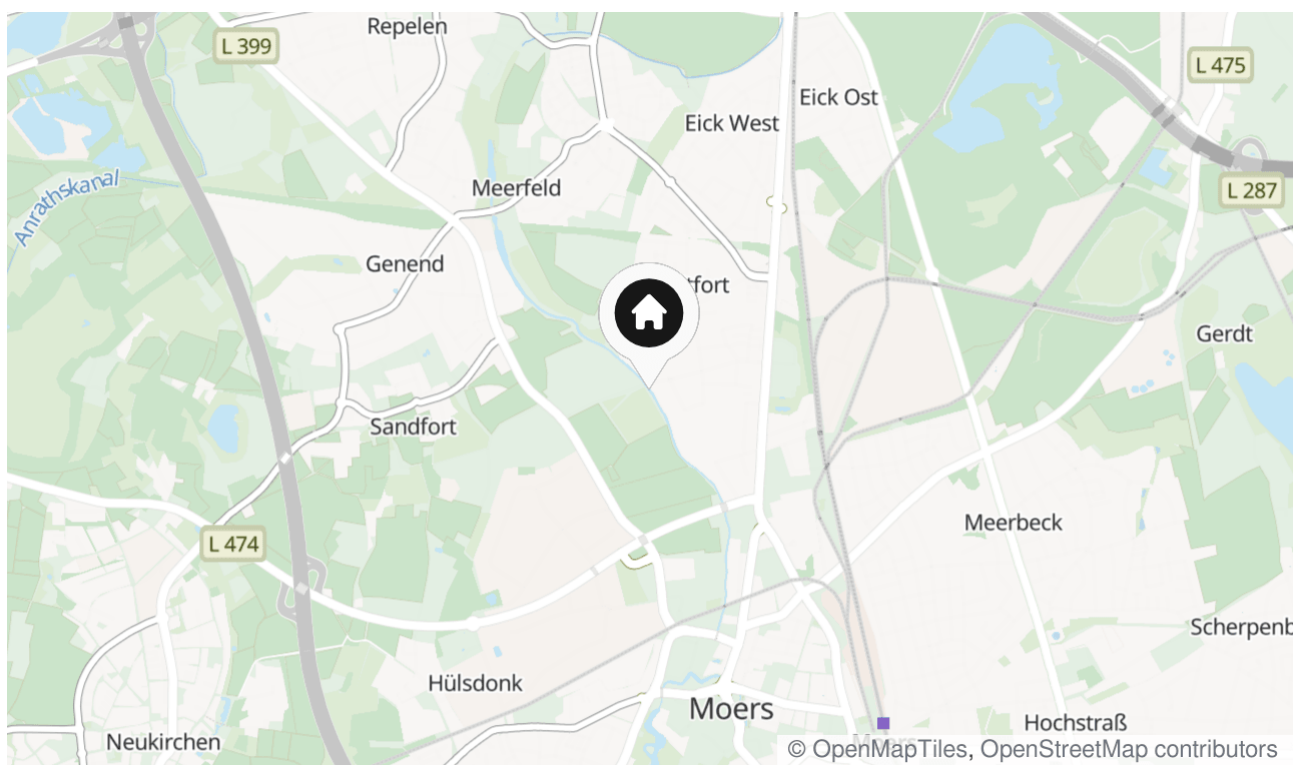 Repelen
L 399
L 475
Eick Ost
Eick West
Anrathskanal
Meerfeld
L 287
Genend
tfort
Gerdt
Sandfort
Meerbeck
L 474
Scherpenb
Hülsdonk
Moers
Hochstraß
Neukirchen
© OpenMapTiles, OpenStreetMap contributors